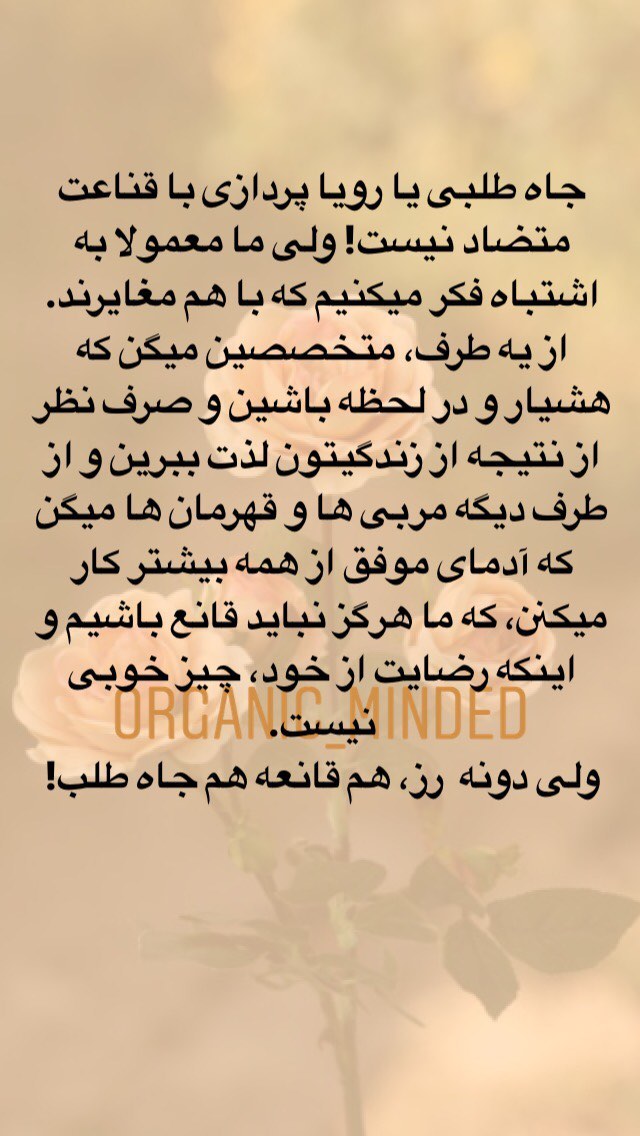 جاه طلبی یا رویا پردازی با قناعت
متضاد نیست! ولی ما معمولا به
اشتباه فکر میکنیم که با هم مغایرند.
از یه طرف، متخصصین میگن که
هشیار و در لحظه باشین و صرف نظر
از نتیجه از زندگیتون لذت ببرین و از
طرف دیگه مربی ها و قهرمان ها میگن
که آدمای موفق از همه بیشتر کار
میکنن، که ما هرگز نباید قانع باشیم و
اینکه رضایت از خود، چیز خوبی
نیست.
ORGANIC_MINDED
ولی دونه رز، هم قانعه هم جاه طلب!